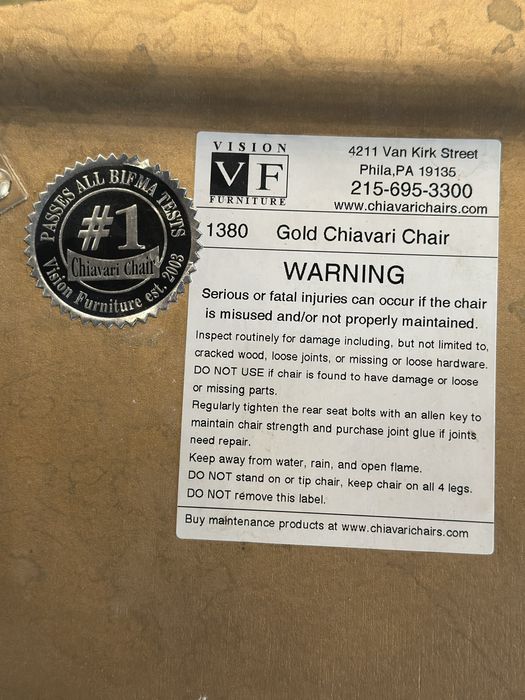 PASSES ALL BIFMA TESTS
#1
Chiavari Chair
Vision Furniture est. 2003
VISION
VF
FURNITURE
4211 Van Kirk Street
Phila,PA 19135
215-695-3300
www.chiavarichairs.com
1380 Gold Chiavari Chair
WARNING
Serious or fatal injuries can occur if the chair
is misused and/or not properly maintained.
Inspect routinely for damage including, but not limited to,
cracked wood, loose joints, or missing or loose hardware.
DO NOT USE if chair is found to have damage or loose
or missing parts.
Regularly tighten the rear seat bolts with an allen key to
maintain chair strength and purchase joint glue if joints
need repair.
Keep away from water, rain, and open flame.
DO NOT stand on or tip chair, keep chair on all 4 legs.
DO NOT remove this label.
Buy maintenance products at www.chiavarichairs.com